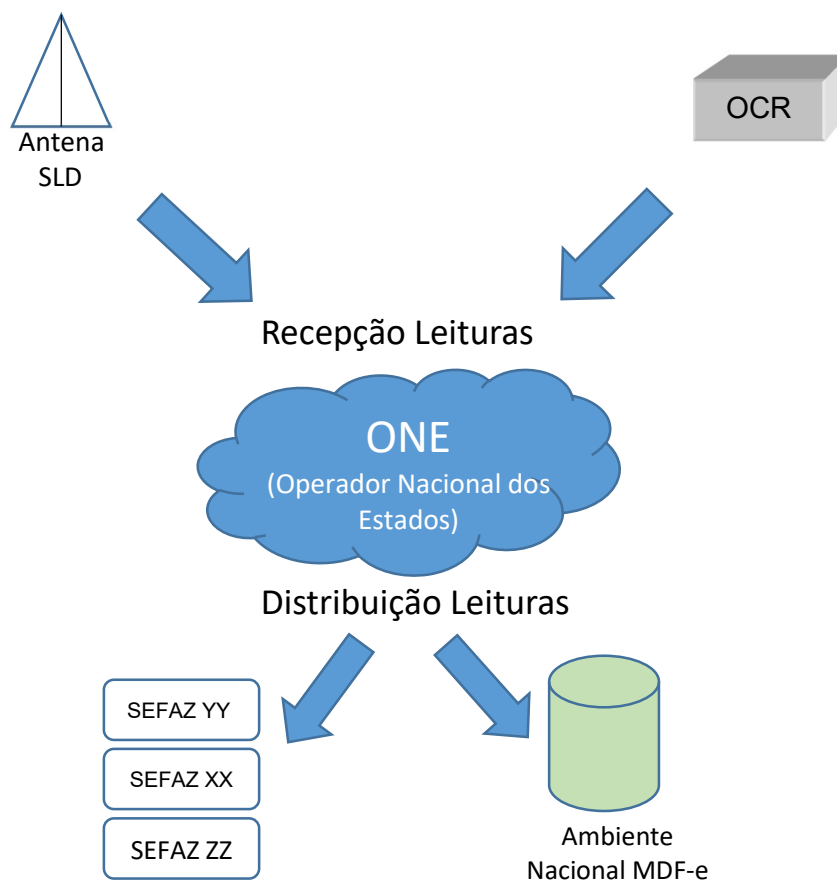 Antena
SLD
OCR
Recepção Leituras
ONE
(Operador Nacional dos
Estados)
Distribuição Leituras
SEFAZ YY
SEFAZ XX
SEFAZ ZZ
Ambiente
Nacional MDF-e